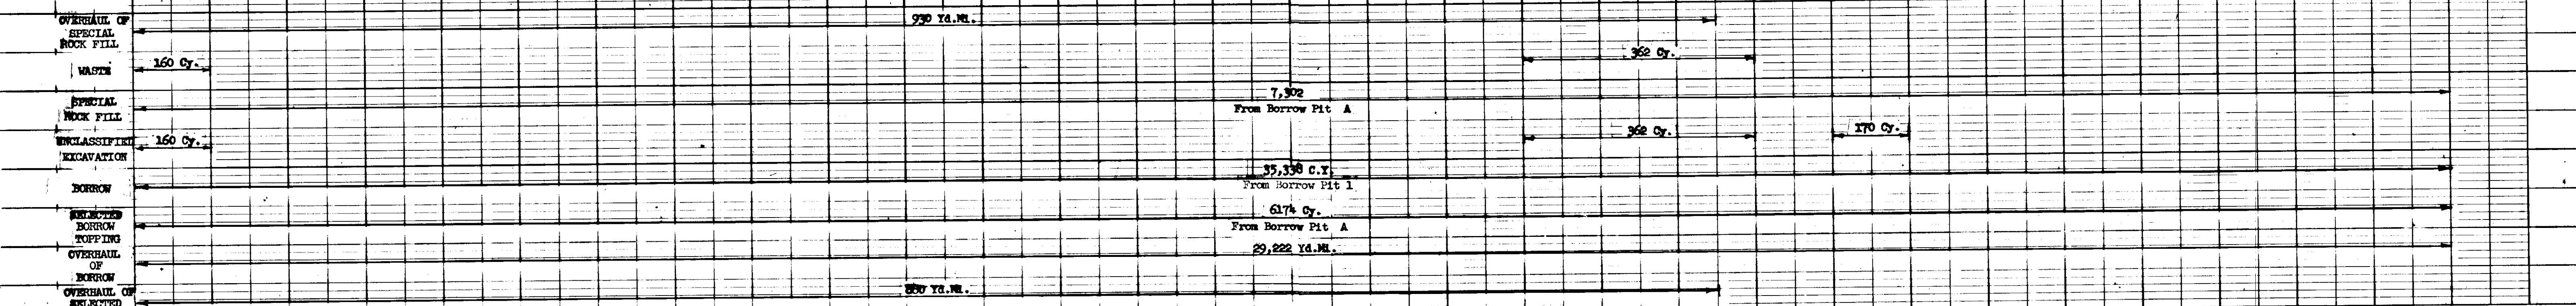 OVERHAUL OF
SPECIAL
ROCK FILL
930 Yd.Mi.
WASTE
160 Cy.
362 Cy.
SPECIAL
ROCK FILL
7,302
From Borrow Pit A
UNCLASSIFIED
EXCAVATION
160 Cy.
362 Cy.
170 Cy.
BORROW
35,338 C.Y.
From Borrow Pit 1
SELECTED
BORROW
TOPPING
6174 Cy.
From Borrow Pit A
OVERHAUL
OF
BORROW
29,222 Yd.Mi.
OVERHAUL OF
SELECTED
Yd.Mi.